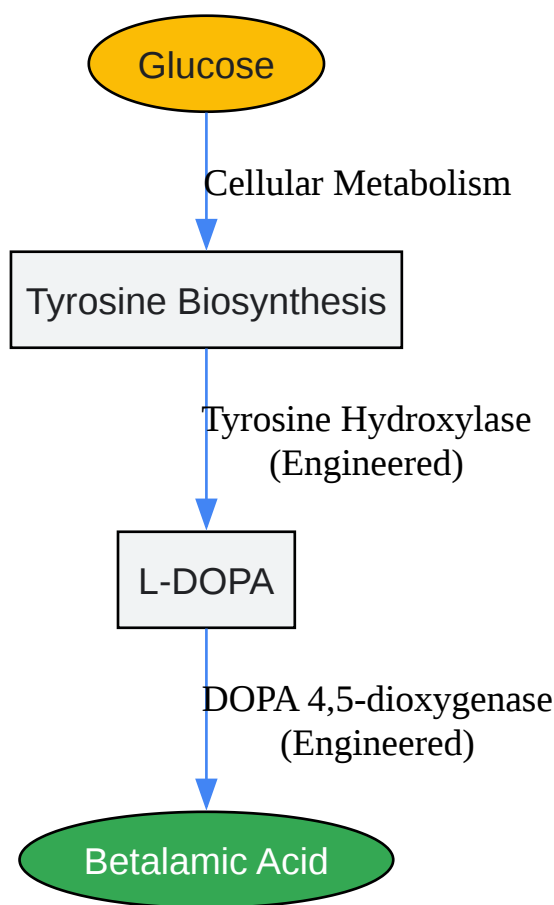 Glucose
Cellular Metabolism
Tyrosine Biosynthesis
Tyrosine Hydroxylase
(Engineered)
L-DOPA
DOPA 4,5-dioxygenase
(Engineered)
Betalamic Acid